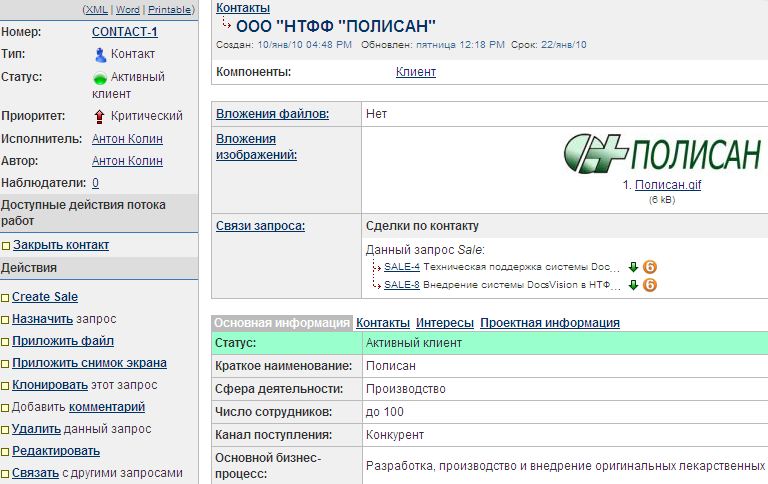 (XML | Word | Printable)
Номер: CONTACT-1
Тип: Контакт
Статус: Активный
клиент
Приоритет: Критический
Исполнитель: Антон Колин
Автор: Антон Колин
Наблюдатели: 0
Доступные действия потока
работ
Закрыть контакт
Действия
Create Sale
Назначить запрос
Приложить файл
Приложить снимок экрана
Клонировать этот запрос
Добавить комментарий
Удалить данный запрос
Редактировать
Связать с другими запросами
Контакты
ООО "НТФФ "ПОЛИСАН"
Создан: 10/янв/10 04:48 PM Обновлен: пятница 12:18 PM Срок: 22/янв/10
Компоненты: Клиент
Вложения файлов: Нет
Вложения
изображений:
ПОЛИСАН
1. Полисан.gif
(6 kB)
Связи запроса: Сделки по контакту
Данный запрос Sale:
SALE-4 Техническая поддержка системы Doc... 6
SALE-8 Внедрение системы DocsVision в НТФ... 6
Основная информация Контакты Интересы Проектная информация
Статус: Активный клиент
Краткое наименование: Полисан
Сфера деятельности: Производство
Число сотрудников: до 100
Канал поступления: Конкурент
Основной бизнес-
процесс: Разработка, производство и внедрение оригинальных лекарственных